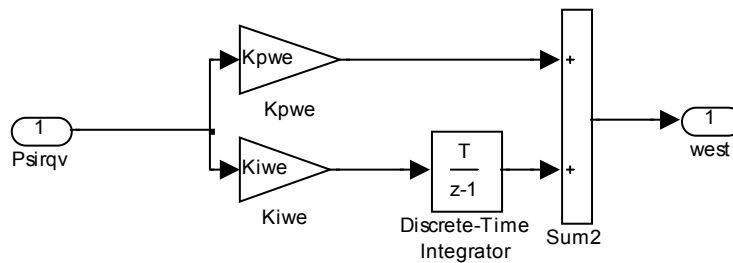 Kpwe
+
Kpwe
1
Psirqv
1
west
Kiwe
T
z-1
+
Kiwe
Discrete-Time
Integrator
Sum2